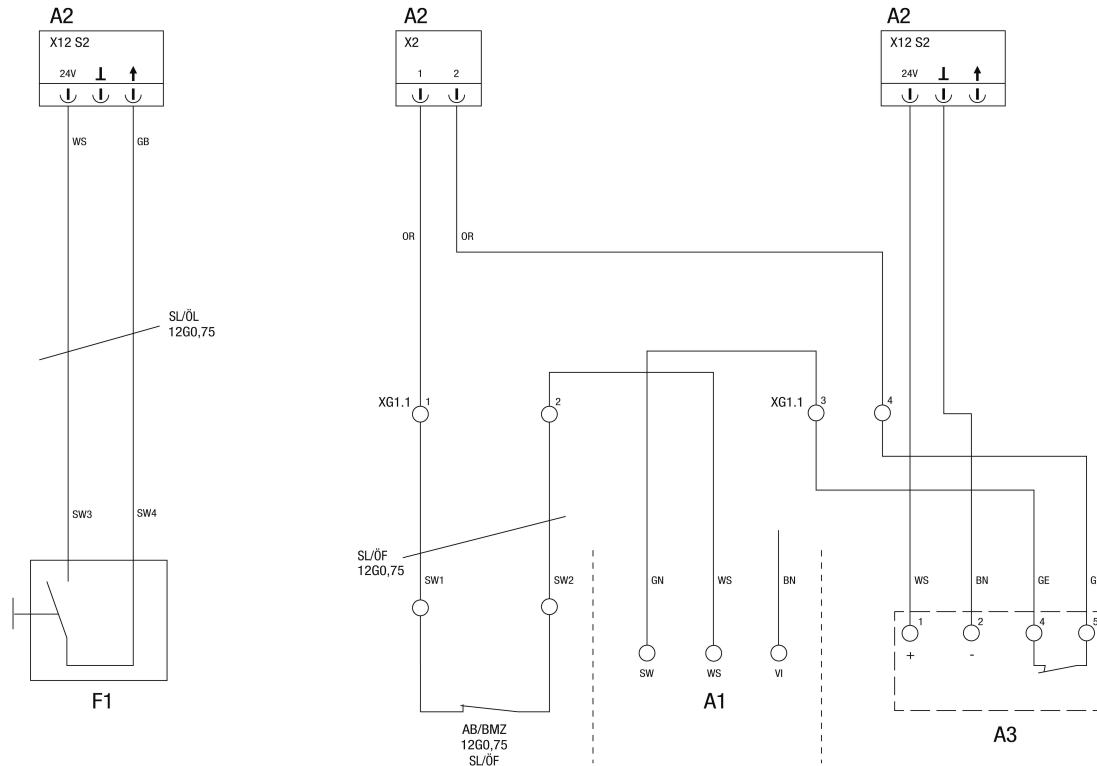 A2
X12 S2
24V
WS
GB
SL/ÖL
12G0,75
SW3
SW4
F1
A2
X2
1 2
OR
OR
XG1.1
1
2
SL/ÖF
12G0,75
SW1
SW2
AB/BMZ
12G0,75
SL/ÖF
GN
WS
BN
SW
WS
VI
A1
A2
X12 S2
24V
XG1.1
3
4
WS
BN
GE
G
1
2
4
5
+
-
A3